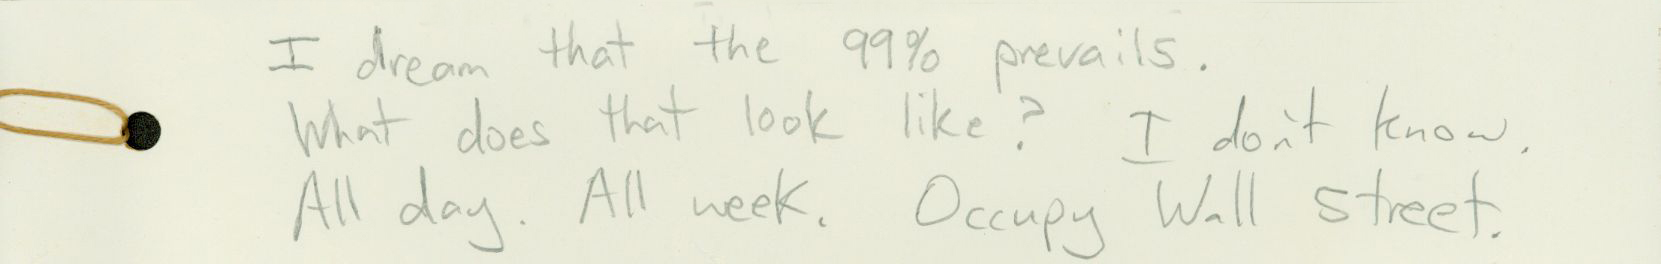 I dream that the 99% prevails.
What does that look like? I don't know.
All day. All week. Occupy Wall Street.